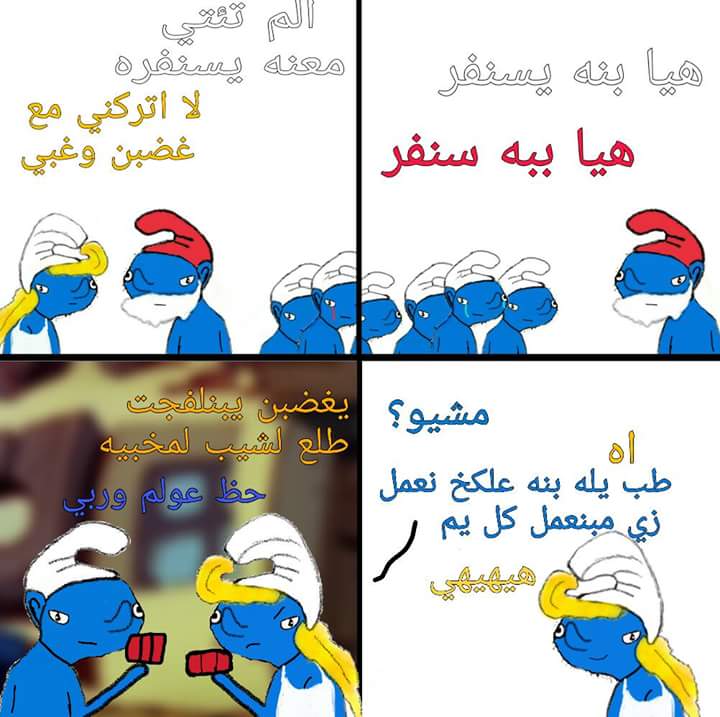 هيا بنه يسنفر
هيا ببه سنفر
الم تئتي
معنه يسنفره
لا اتركني مع
غضبن وغبي
مشيو؟
اه
طب يله بنه علكخ نعمل
زي مبنعمل كل يم
هيهيهي
يغضبن يبنلفجت
طلع لشيب لمخبيه
حظ عولم وربي